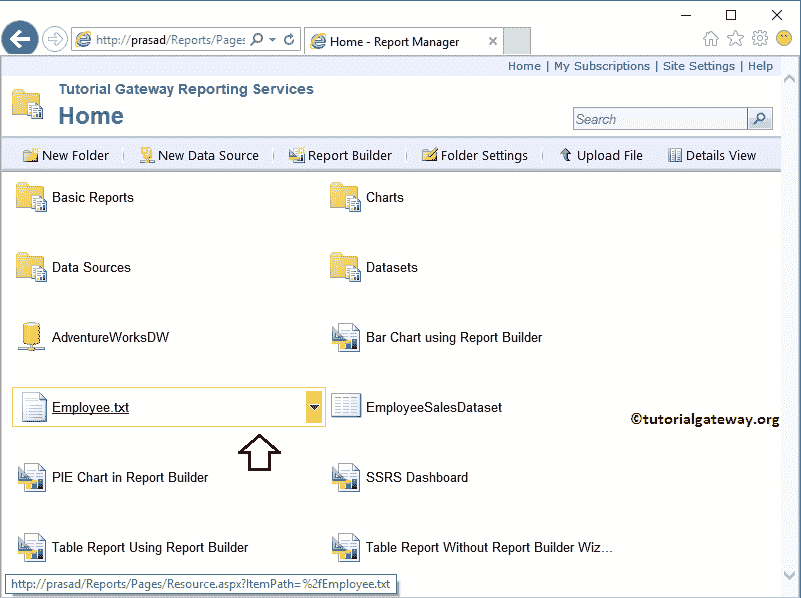 http://prasad/Reports/Pages
Home - Report Manager
Home | My Subscriptions | Site Settings | Help
Tutorial Gateway Reporting Services
Home
Search
New Folder
New Data Source
Report Builder
Folder Settings
Upload File
Details View
Basic Reports
Charts
Data Sources
Datasets
AdventureWorksDW
Bar Chart using Report Builder
Employee.txt
EmployeeSalesDataset
©tutorialgateway.org
PIE Chart in Report Builder
SSRS Dashboard
Table Report Using Report Builder
Table Report Without Report Builder Wiz...
http://prasad/Reports/Pages/Resource.aspx?ItemPath=%2fEmployee.txt